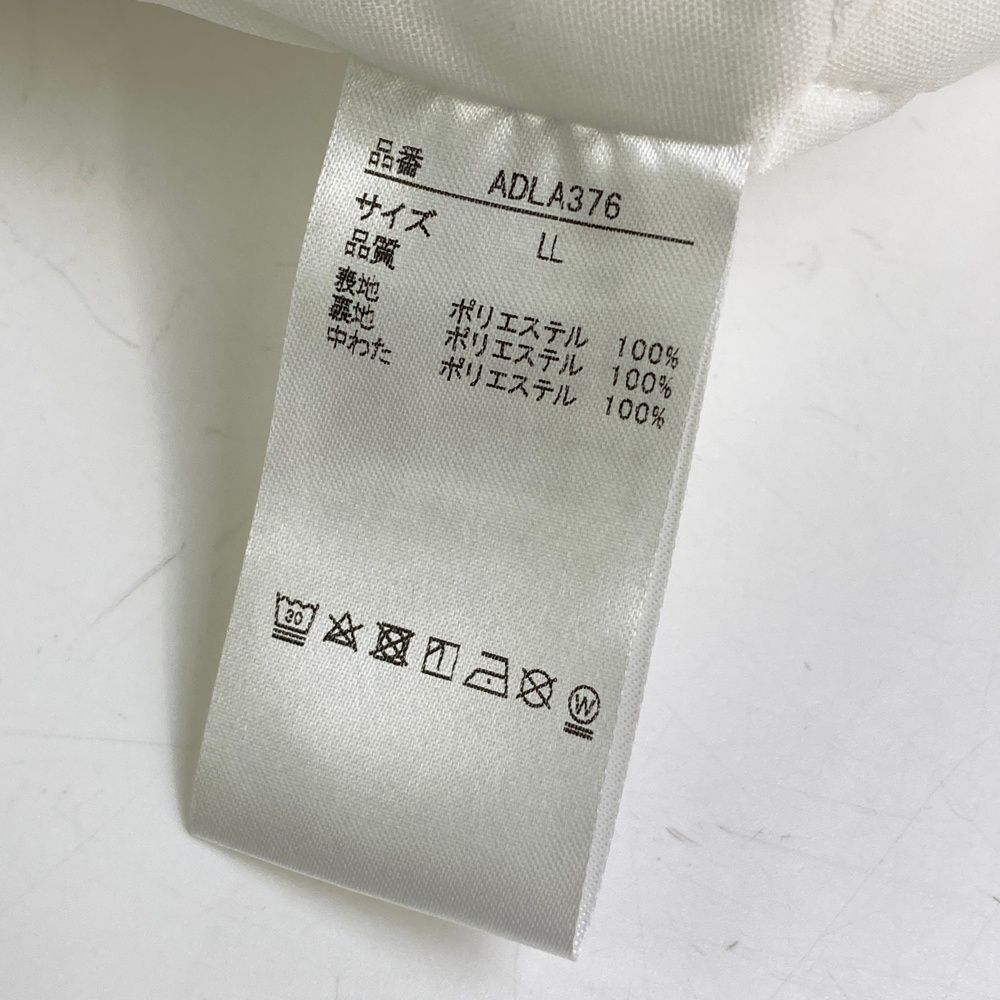 品番 ADLA376
サイズ LL
品質
表地 ポリエステル 100%
裏地 ポリエステル 100%
中わた ポリエステル 100%
30 W